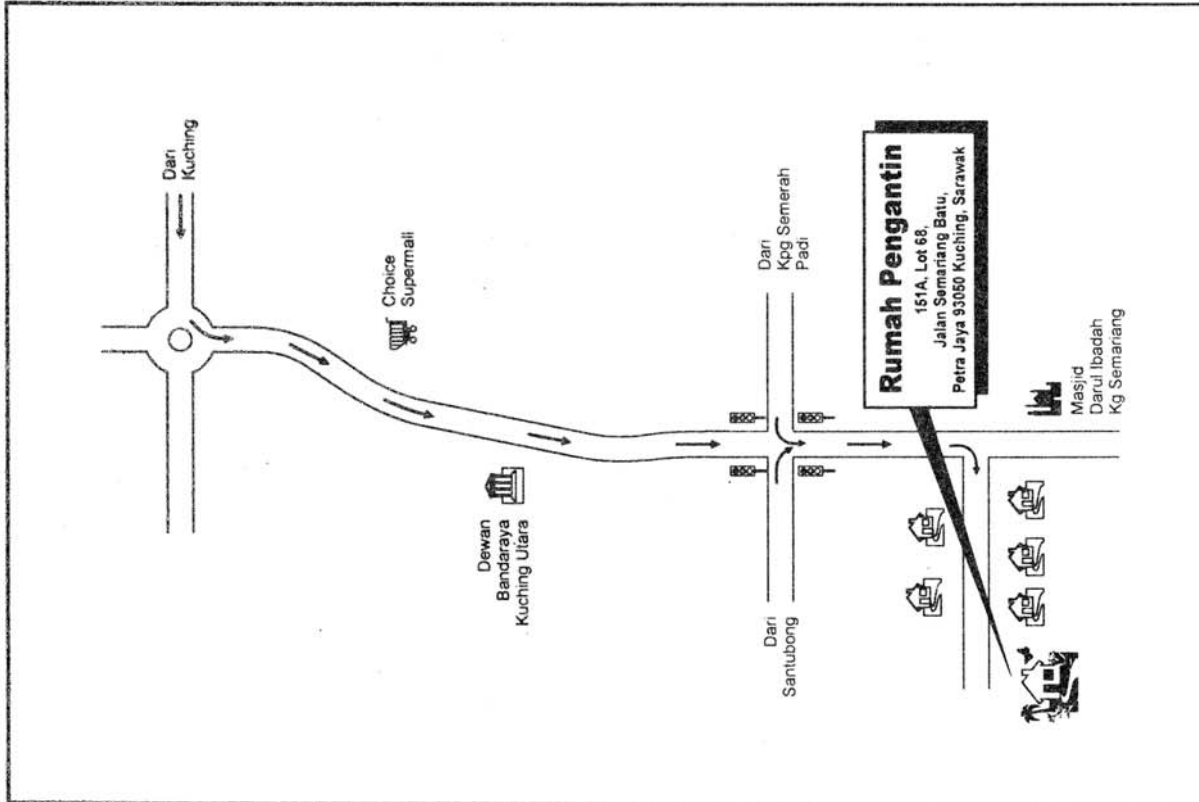 Dari
Kuching
Choice
Supermall
Dewan
Bandaraya
Kuching Utara
Dari
Kpg Semerah
Padi
Dari
Santubong
Rumah Pengantin
151A, Lot 68,
Jalan Semariang Batu,
Petra Jaya 93050 Kuching, Sarawak
Masjid
Darul Ibadah
Kg Semariang